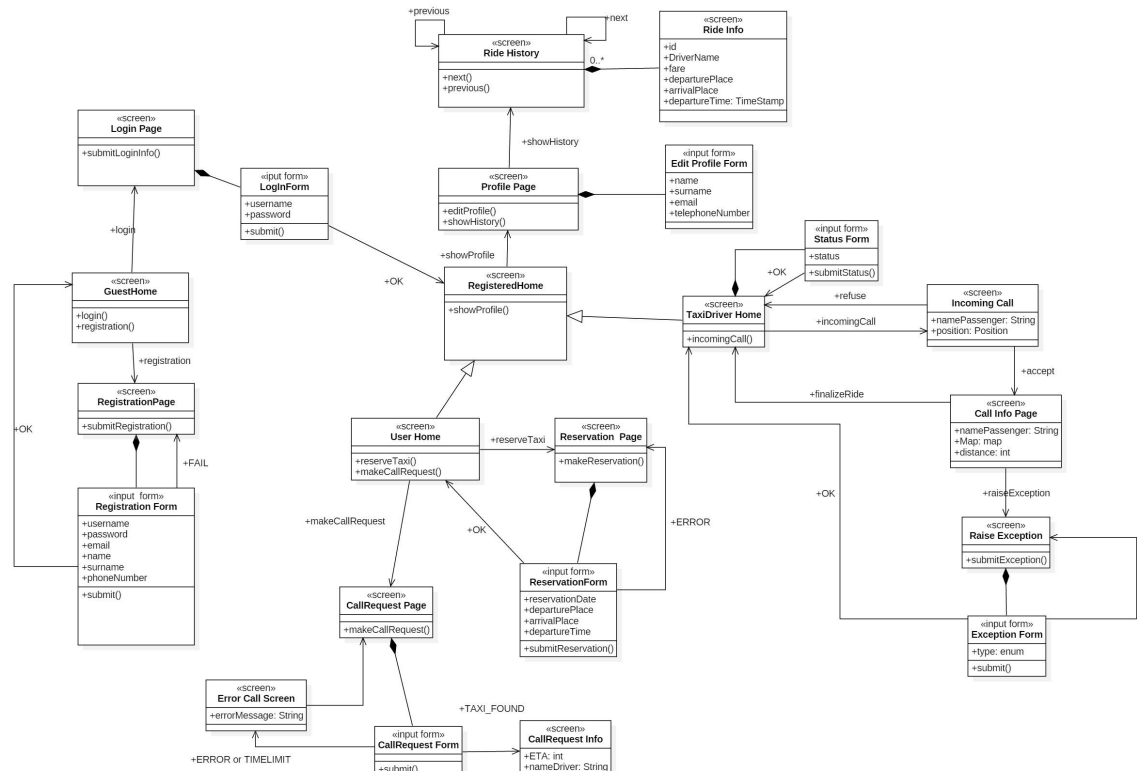 +previous
+next
«screen»
Ride History
+next()
+previous()
0..*
«screen»
Ride Info
+id
+DriverName
+fare
+departurePlace
+arrivalPlace
+departureTime: TimeStamp
«screen»
Login Page
+submitLoginInfo()
+showHistory
«iput form»
LogInForm
+username
+password
+submit()
«screen»
Profile Page
+editProfile()
+showHistory()
«input form»
Edit Profile Form
+name
+surname
+email
+telephoneNumber
+login
+showProfile
+OK
«input form»
Status Form
+status
+submitStatus()
+OK
«screen»
GuestHome
+login()
+registration()
«screen»
RegisteredHome
+showProfile()
«screen»
TaxiDriver Home
+incomingCall()
+refuse
+incomingCall
«screen»
Incoming Call
+namePassenger: String
+position: Position
+registration
+accept
«screen»
RegistrationPage
+submitRegistration()
+finalizeRide
«screen»
Call Info Page
+namePassenger: String
+Map: map
+distance: int
+OK
+FAIL
«screen»
User Home
+reserveTaxi()
+makeCallRequest()
+reserveTaxi
«screen»
Reservation Page
+makeReservation()
«input form»
Registration Form
+username
+password
+email
+name
+surname
+phoneNumber
+submit()
+makeCallRequest
+OK
+ERROR
+OK
+raiseException
«screen»
Raise Exception
+submitException()
«input form»
ReservationForm
+reservationDate
+departurePlace
+arrivalPlace
+departureTime
+submitReservation()
«screen»
CallRequest Page
+makeCallRequest()
«input form»
Exception Form
+type: enum
+submit()
«screen»
Error Call Screen
+errorMessage: String
+TAXI_FOUND
+ERROR or TIMELIMIT
«input form»
CallRequest Form
+submit()
«screen»
CallRequest Info
+ETA: int
+nameDriver: String